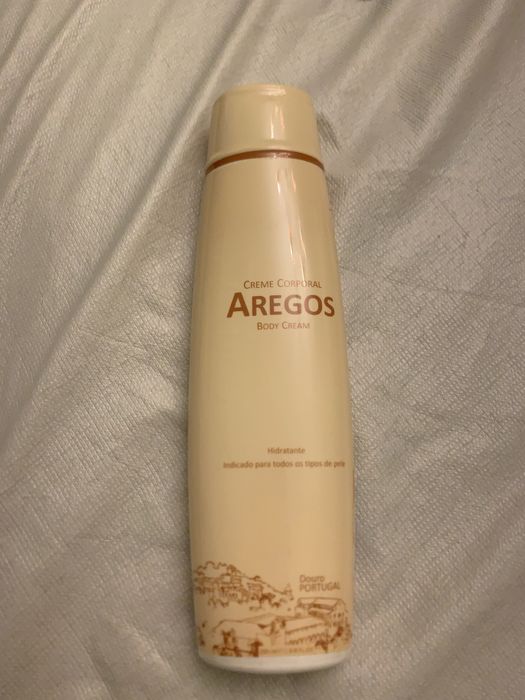 CREME CORPORAL
AREGOS
BODY CREAM
Hidratante
Indicado para todos os tipos de pele
Douro
PORTUGAL